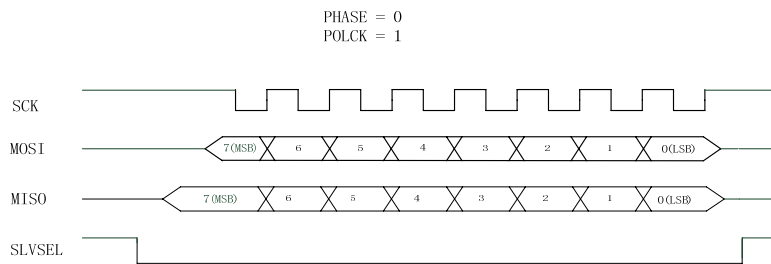 PHASE = 0
POLCK = 1
SCK
MOSI 7(MSB) 6 5 4 3 2 1 0(LSB)
MISO 7(MSB) 6 5 4 3 2 1 0(LSB)
SLVSEL